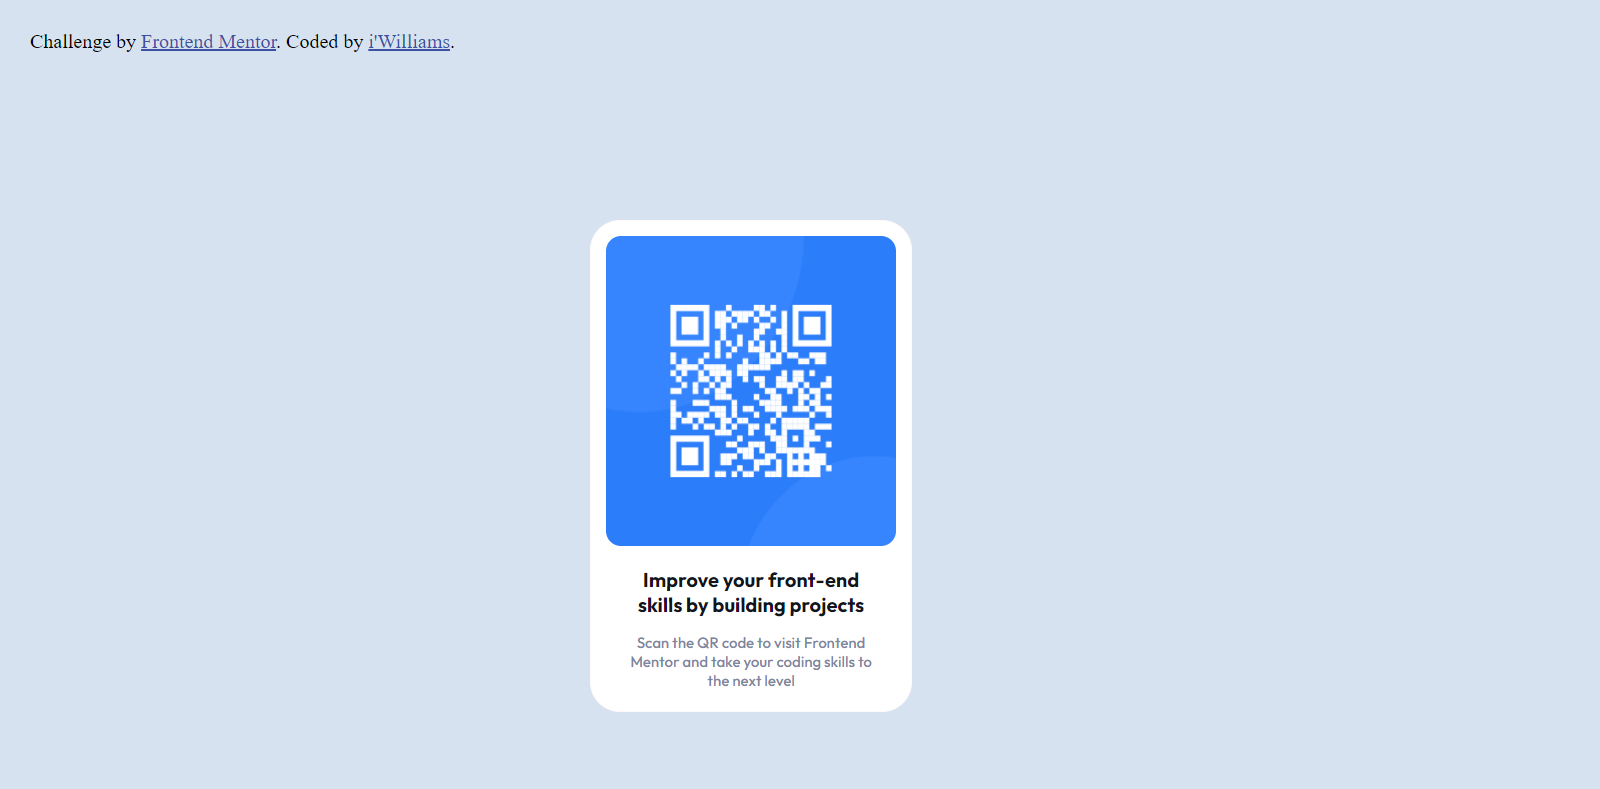 Challenge by Frontend Mentor. Coded by i'Williams.
Improve your front-end
skills by building projects
Scan the QR code to visit Frontend
Mentor and take your coding skills to
the next level